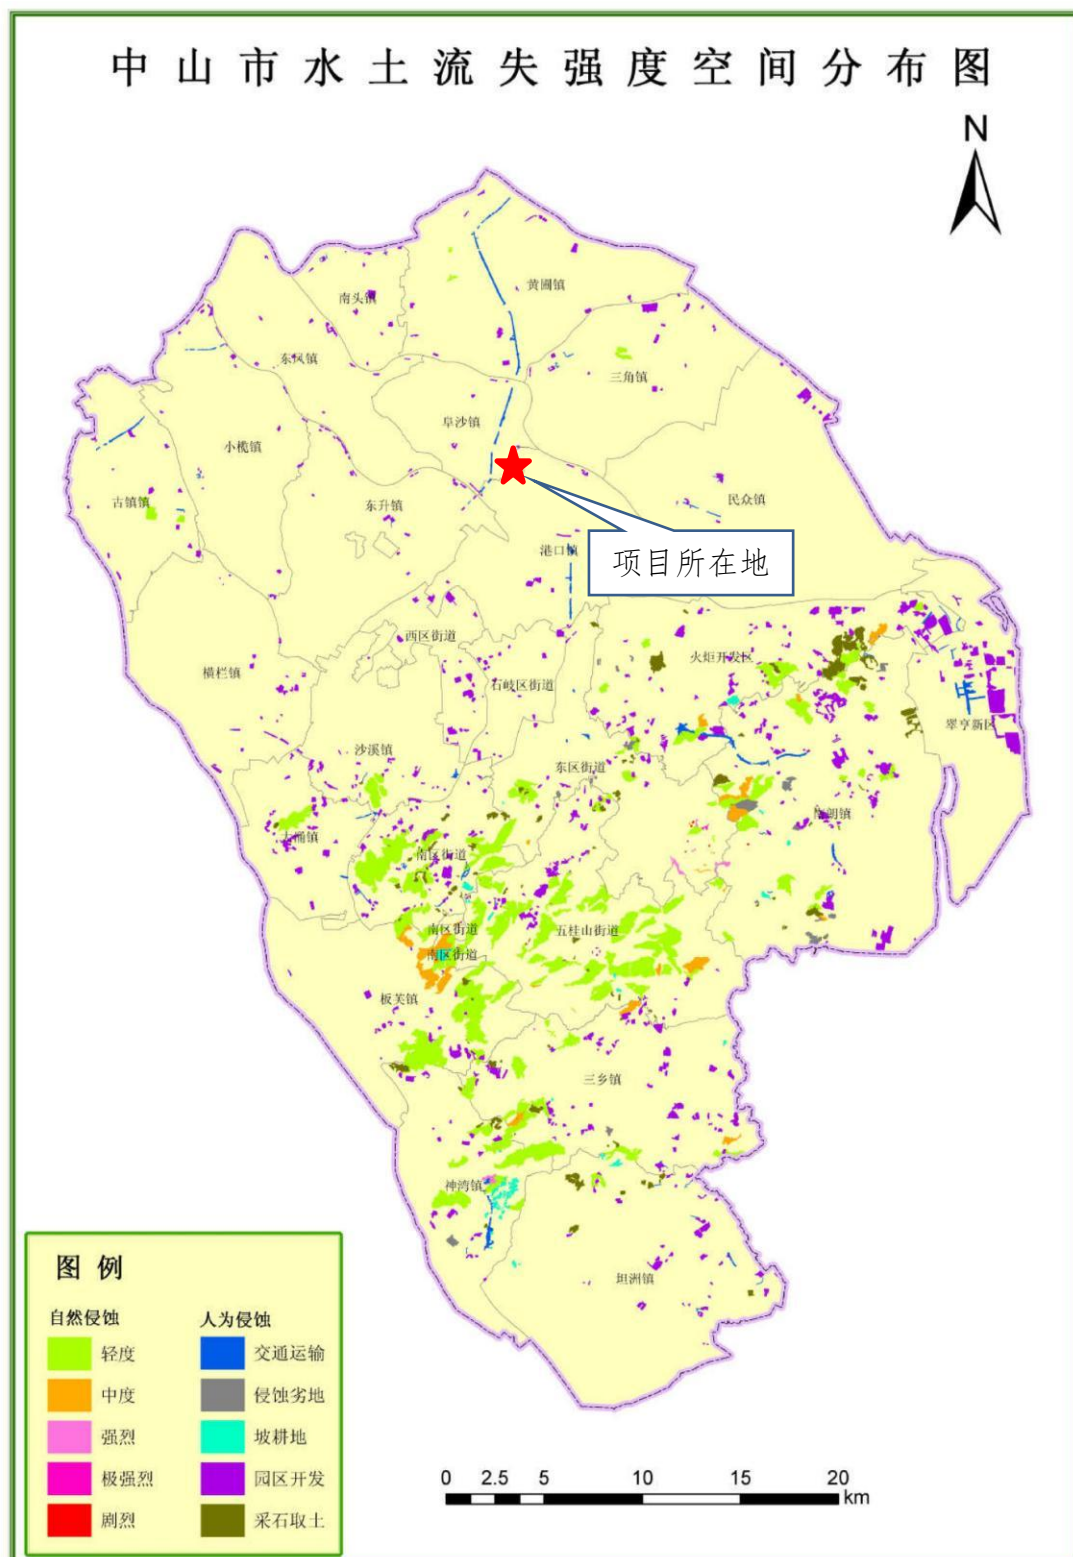 中山市水土流失强度空间分布图
N
黄圃镇
南头镇
东凤镇
三角镇
阜沙镇
小榄镇
古镇镇
东升镇
民众镇
港口镇
项目所在地
西区街道
火炬开发区
横栏镇
石岐区街道
翠亨新区
沙溪镇
东区街道
大涌镇
南朗镇
南区街道
南区街道
五桂山街道
南区街道
板芙镇
三乡镇
神湾镇
坦洲镇
图例
自然侵蚀 人为侵蚀
轻度 交通运输
中度 侵蚀劣地
强烈 坡耕地
极强烈 园区开发
剧烈 采石取土
0 2.5 5 10 15 20
km